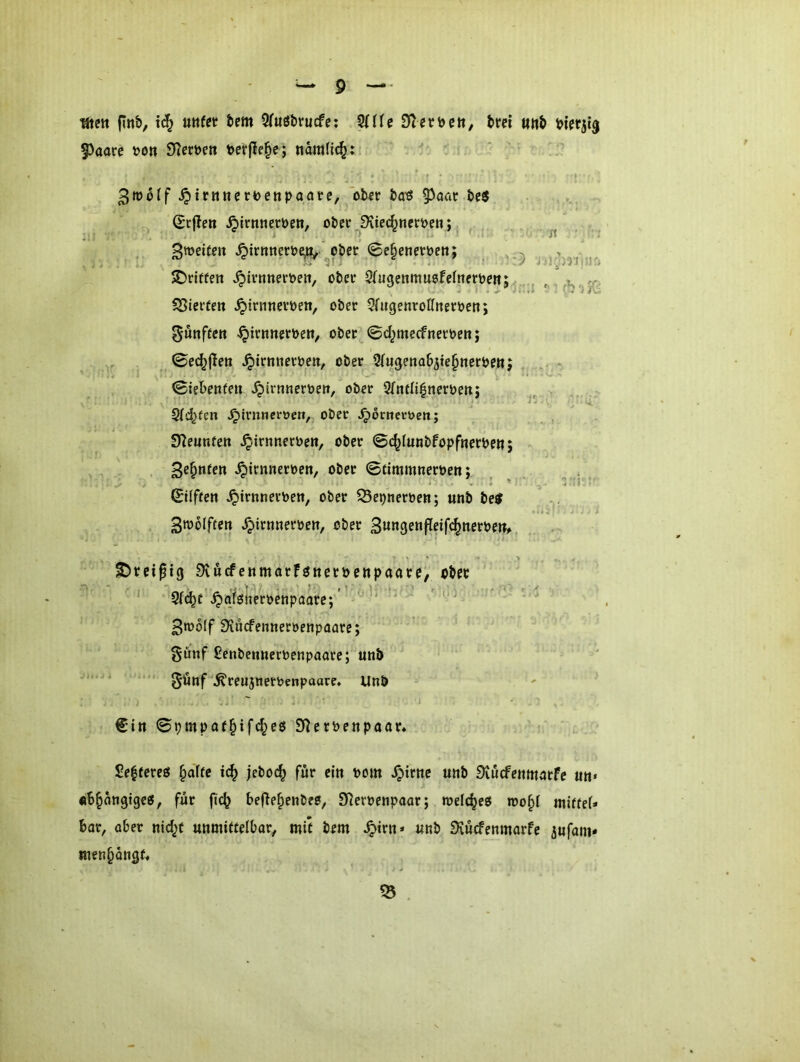 — 9 —
men sind, ich unter dem Ausdrucke: Alle Nerven, drei und vierzig
Paare von Nerven verstehe; nämlich:
Zwölf Hirnnervenpaare, oder das Paar des
Ersten Hirnnerven, oder Riechnerven;
Zweiten Hirnnerven, oder Sehenerven;
Dritten Hirnnerven, oder Augenmuskelnerven;
Vierten Hirnnerven, oder Augenrollnerven;
Fünften Hirnnerven, oder Schmecknerven;
Sechsten Hirnnerven, oder Augenabziehnerven;
Siebenten Hirnnerven, oder Antlitznerven;
Achten Hirnnerven, oder Hörnerven;
Neunten Hirnnerven, oder Schlundkopfnerven;
Zehnten Hirnnerven, oder Stimmnerven;
Eilften Hirnnerven, oder Beynerven; und des
Zwölften Hirnnerven, oder Zungenfleischnerven.
Dreißig Rückenmarksnervenpaare, oder
Acht Halsnervenpaare;
Zwölf Rückennervenpaare;
Fünf Lendennervenpaare; und
Fünf Kreuznervenpaare. Und
Ein Sympathisches Nervenpaar.
Letzteres halte ich jedoch für ein vom Hirne und Rückenmarke un-
abhängiges, für sich bestehendes, Nervenpaar; welches wohl mittel-
bar, aber nicht unmittelbar, mit dem Hirn- und Rückenmarke zusam-
menhängt.
B